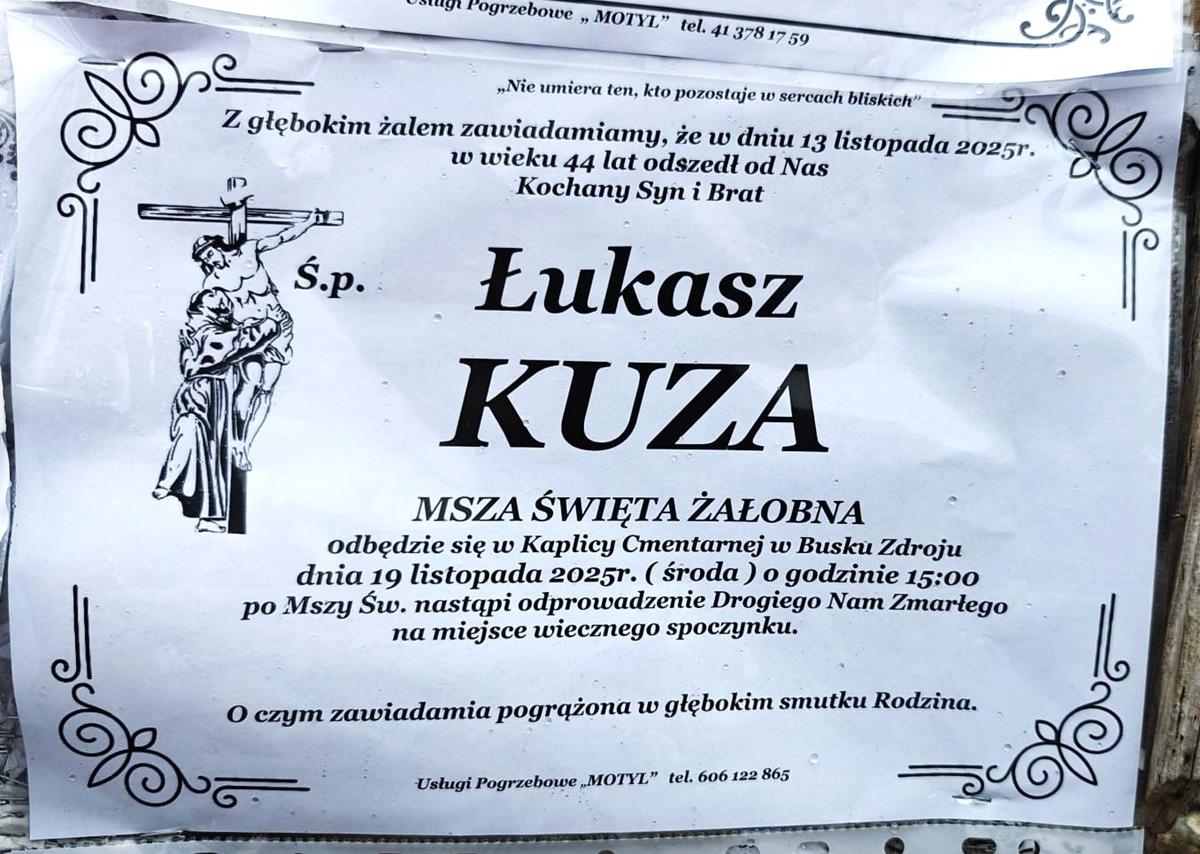 Usługi Pogrzebowe „ MOTYL” tel. 41 378 17 59
„Nie umiera ten, kto pozostaje w sercach bliskich”
Z głębokim żalem zawiadamiamy, że w dniu 13 listopada 2025r.
w wieku 44 lat odszedł od Nas
Kochany Syn i Brat
Ś.p.
Łukasz
KUZA
MSZA ŚWIĘTA ŻAŁOBNA
odbędzie się w Kaplicy Cmentarnej w Busku Zdroju
dnia 19 listopada 2025r. ( środa ) o godzinie 15:00
po Mszy Św. nastąpi odprowadzenie Drogiego Nam Zmarłego
na miejsce wiecznego spoczynku.
O czym zawiadamia pogrążona w głębokim smutku Rodzina.
Usługi Pogrzebowe „MOTYL” tel. 606 122 865